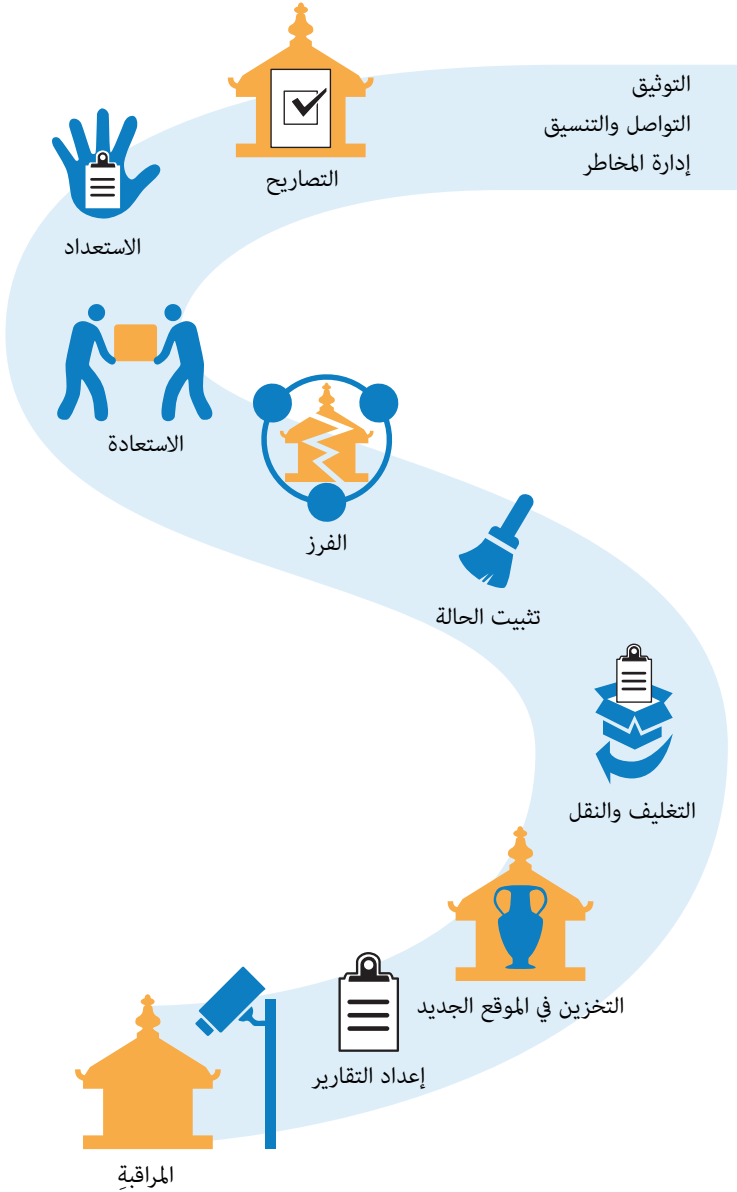 التوثيق
التواصل والتنسيق
إدارة المخاطر
التصاريح
الاستعداد
الاستعادة
الفرز
تثبيت الحالة
التغليف والنقل
التخزين في الموقع الجديد
إعداد التقارير
المراقبةِ